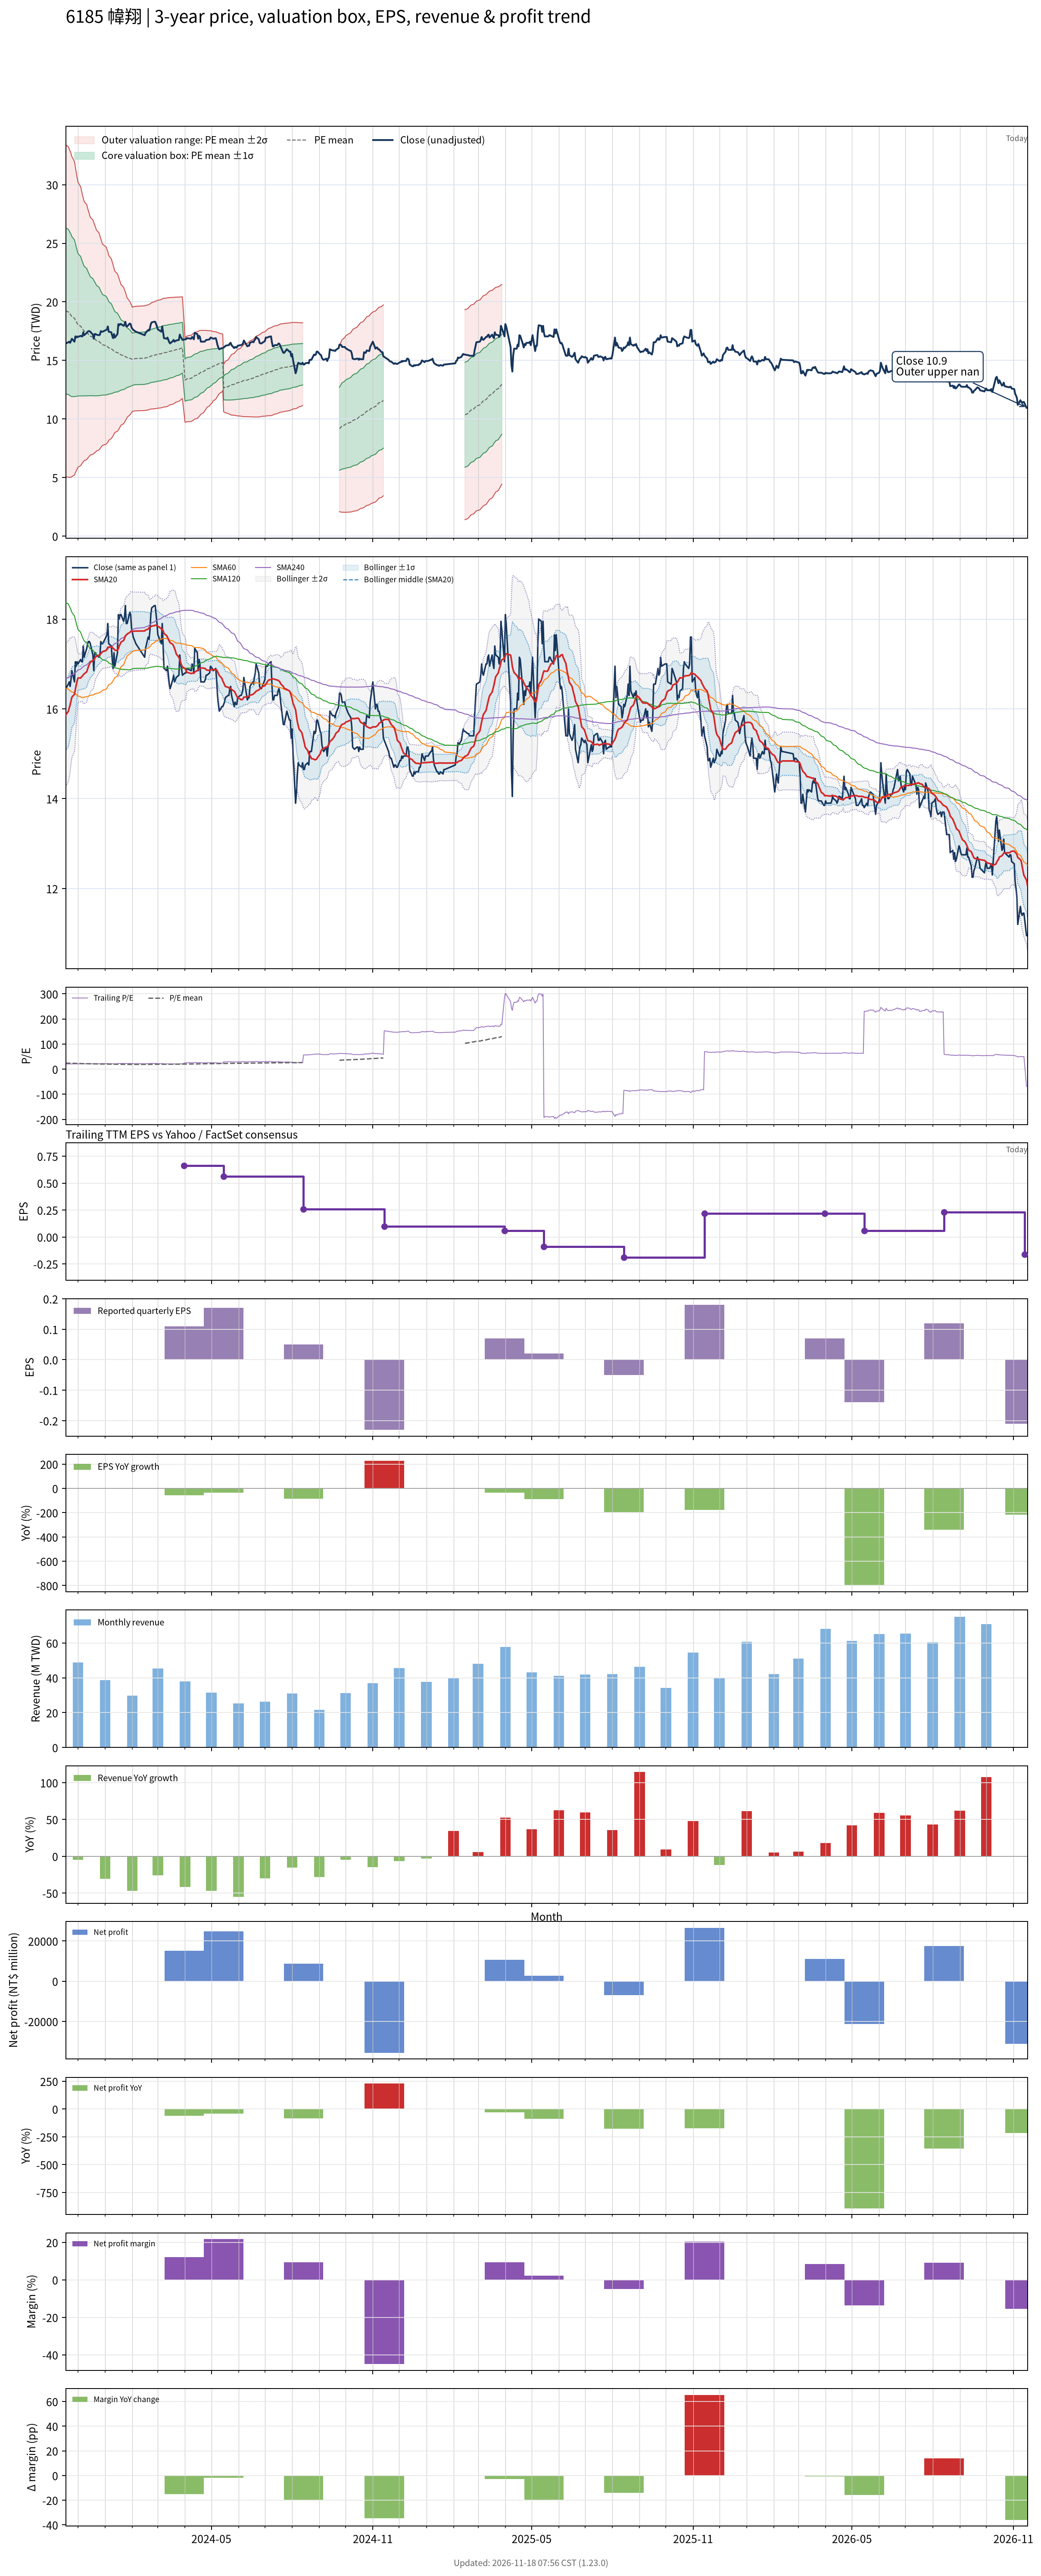 6185 幃翔 | 3-year price, valuation box, EPS, revenue & profit trend
Outer valuation range: PE mean ±2σ
Core valuation box: PE mean ±1σ
PE mean
Close (unadjusted)
Today
Price (TWD)
30
25
20
15
10
5
0
Close 10.9
Outer upper nan
Close (same as panel 1)
SMA20
SMA60
SMA120
SMA240
Bollinger ±2σ
Bollinger ±1σ
Bollinger middle (SMA20)
Price
18
16
14
12
Trailing P/E
P/E mean
P/E
300
200
100
0
-100
-200
Trailing TTM EPS vs Yahoo / FactSet consensus
Today
EPS
0.75
0.50
0.25
0.00
-0.25
Reported quarterly EPS
EPS
0.2
0.1
0.0
-0.1
-0.2
EPS YoY growth
YoY (%)
200
0
-200
-400
-600
-800
Monthly revenue
Revenue (M TWD)
60
40
20
0
Revenue YoY growth
YoY (%)
100
50
0
-50
Month
Net profit
Net profit (NT$ million)
20000
0
-20000
Net profit YoY
YoY (%)
250
0
-250
-500
-750
Net profit margin
Margin (%)
20
0
-20
-40
Margin YoY change
Δ margin (pp)
60
40
20
0
-20
-40
2024-05
2024-11
2025-05
2025-11
2026-05
2026-11
Updated: 2026-11-18 07:56 CST (1.23.0)